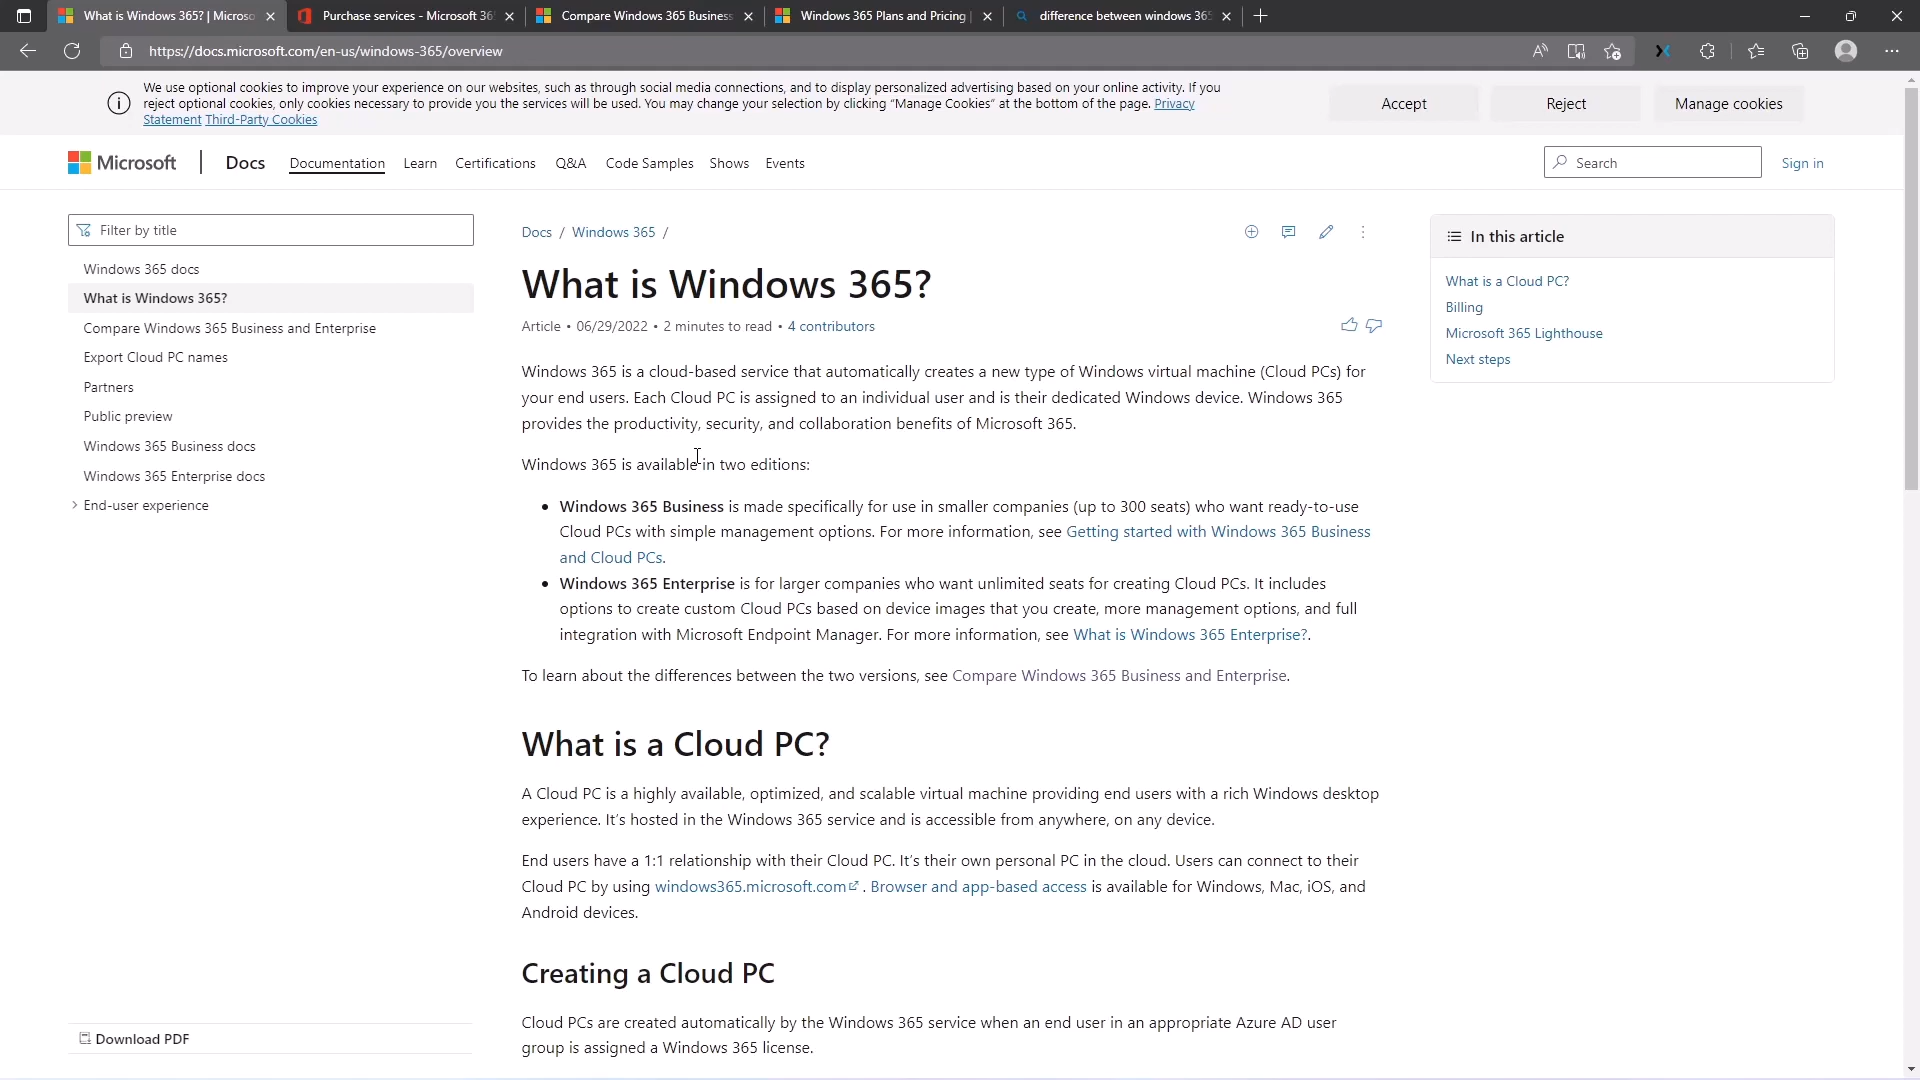 What is Windows 365? | Microso
Purchase services - Microsoft 36
Compare Windows 365 Business
Windows 365 Plans and Pricing |
difference between windows 365
https://docs.microsoft.com/en-us/windows-365/overview
We use optional cookies to improve your experience on our websites, such as through social media connections, and to display personalized advertising based on your online activity. If you
reject optional cookies, only cookies necessary to provide you the services will be used. You may change your selection by clicking "Manage Cookies" at the bottom of the page. Privacy
Statement Third-Party Cookies
Accept
Reject
Manage cookies
Microsoft
Docs
Documentation
Learn
Certifications
Q&A
Code Samples
Shows
Events
Search
Sign in
Filter by title
Windows 365 docs
What is Windows 365?
Compare Windows 365 Business and Enterprise
Export Cloud PC names
Partners
Public preview
Windows 365 Business docs
Windows 365 Enterprise docs
End-user experience
Download PDF
Docs / Windows 365 /
What is Windows 365?
Article • 06/29/2022 • 2 minutes to read • 4 contributors
Windows 365 is a cloud-based service that automatically creates a new type of Windows virtual machine (Cloud PCs) for
your end users. Each Cloud PC is assigned to an individual user and is their dedicated Windows device. Windows 365
provides the productivity, security, and collaboration benefits of Microsoft 365.
Windows 365 is available in two editions:
• Windows 365 Business is made specifically for use in smaller companies (up to 300 seats) who want ready-to-use
Cloud PCs with simple management options. For more information, see Getting started with Windows 365 Business
and Cloud PCs.
• Windows 365 Enterprise is for larger companies who want unlimited seats for creating Cloud PCs. It includes
options to create custom Cloud PCs based on device images that you create, more management options, and full
integration with Microsoft Endpoint Manager. For more information, see What is Windows 365 Enterprise?.
To learn about the differences between the two versions, see Compare Windows 365 Business and Enterprise.
What is a Cloud PC?
A Cloud PC is a highly available, optimized, and scalable virtual machine providing end users with a rich Windows desktop
experience. It's hosted in the Windows 365 service and is accessible from anywhere, on any device.
End users have a 1:1 relationship with their Cloud PC. It's their own personal PC in the cloud. Users can connect to their
Cloud PC by using windows365.microsoft.com . Browser and app-based access is available for Windows, Mac, iOS, and
Android devices.
Creating a Cloud PC
Cloud PCs are created automatically by the Windows 365 service when an end user in an appropriate Azure AD user
group is assigned a Windows 365 license.
In this article
What is a Cloud PC?
Billing
Microsoft 365 Lighthouse
Next steps